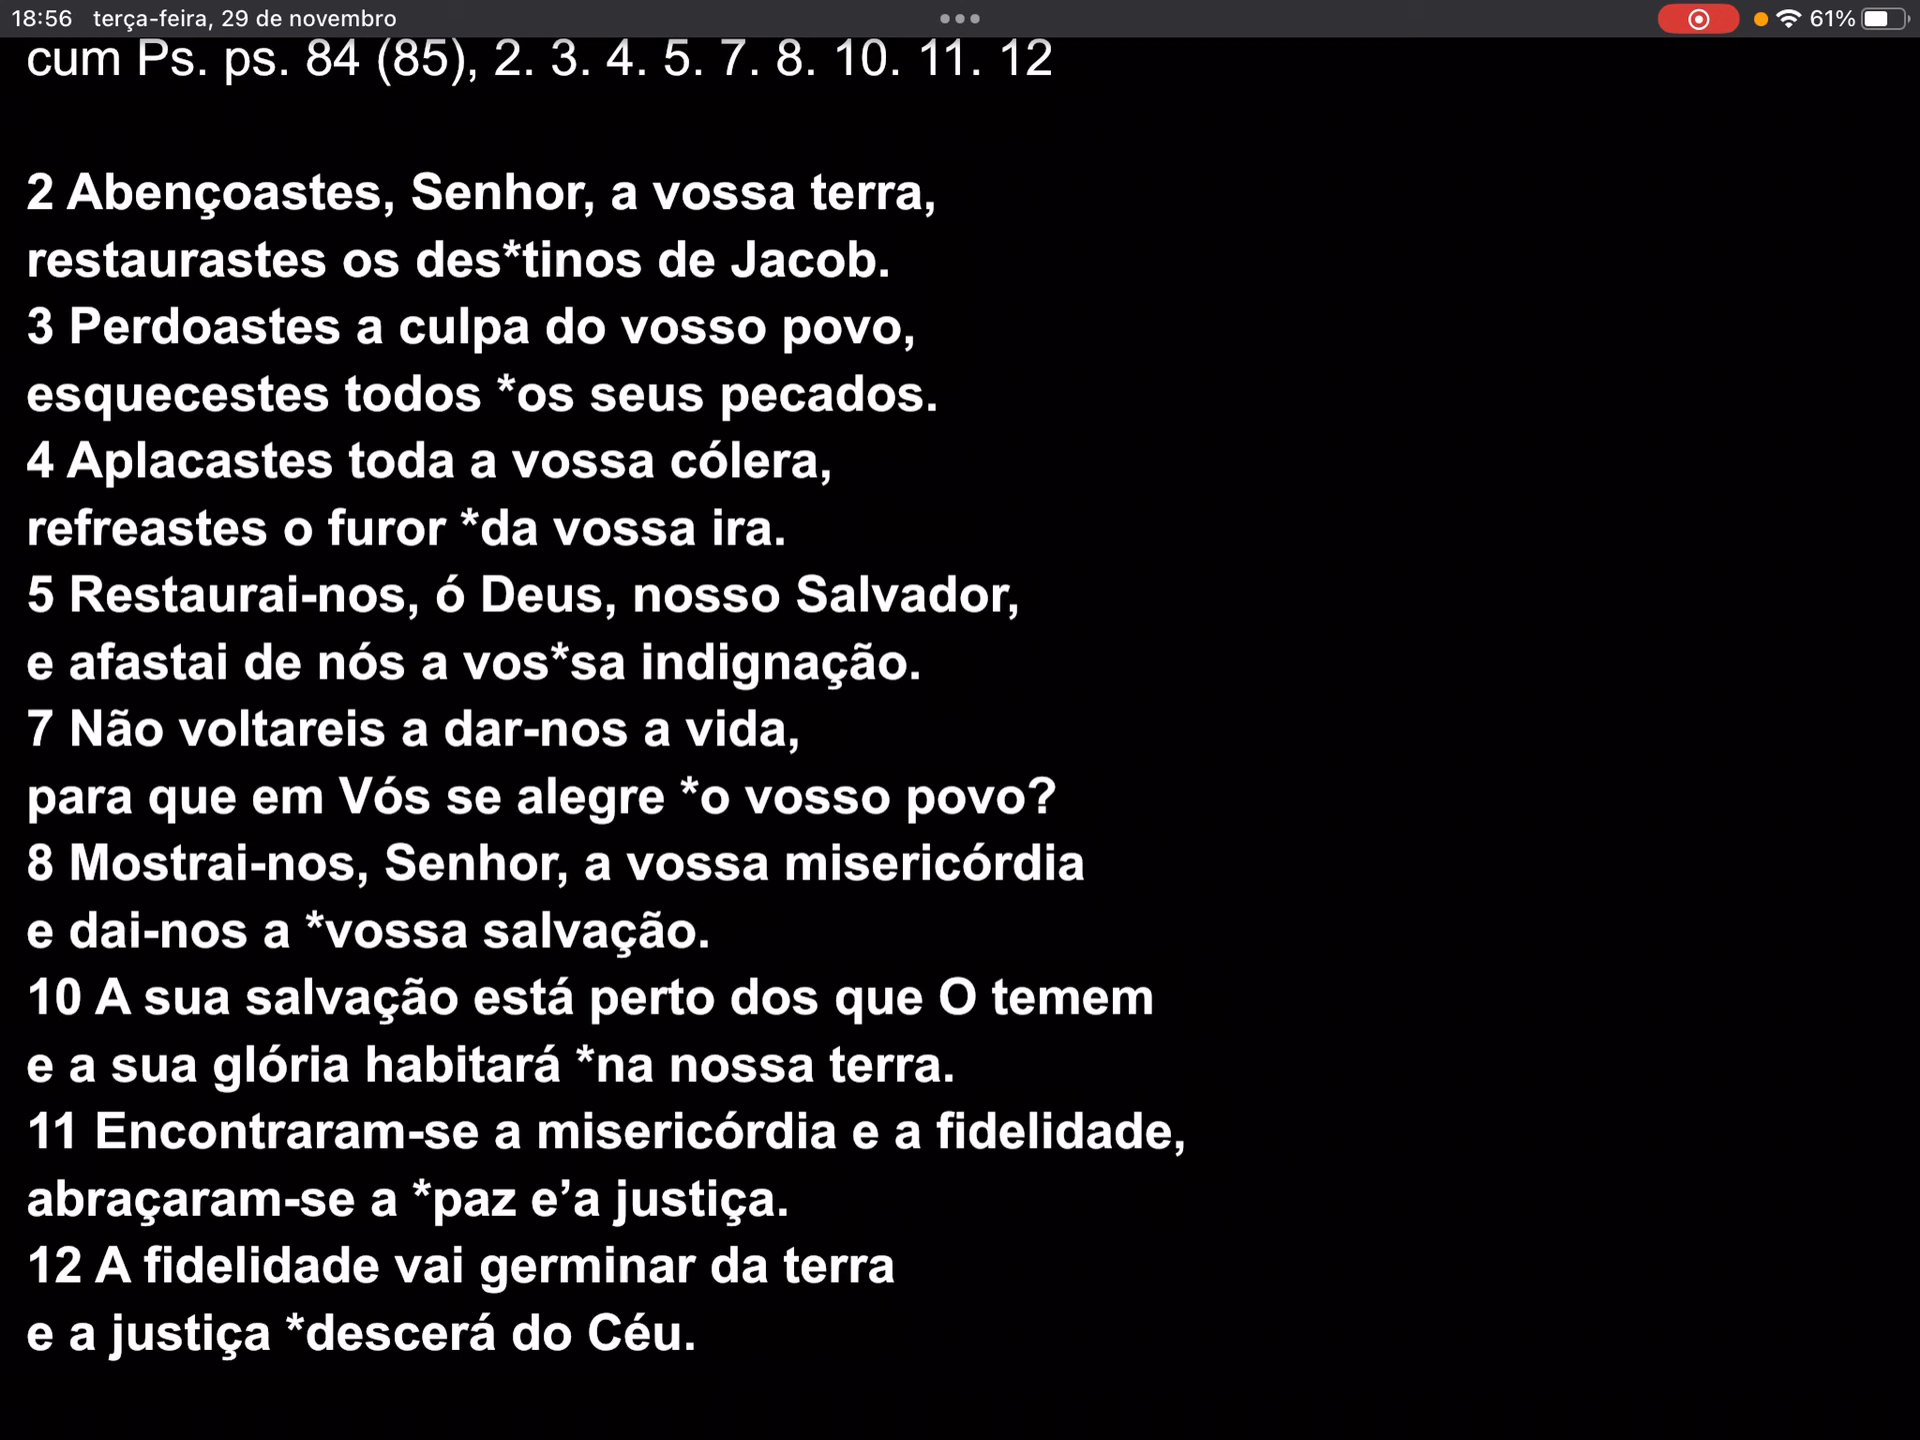 18:56 terça-feira, 29 de novembro 61%
cum Ps. ps. 84 (85), 2. 3. 4. 5. 7. 8. 10. 11. 12
2 Abençoastes, Senhor, a vossa terra,
restaurastes os des*tinos de Jacob.
3 Perdoastes a culpa do vosso povo,
esquecestes todos *os seus pecados.
4 Aplacastes toda a vossa cólera,
refreastes o furor *da vossa ira.
5 Restaurai-nos, ó Deus, nosso Salvador,
e afastai de nós a vos*sa indignação.
7 Não voltareis a dar-nos a vida,
para que em Vós se alegre *o vosso povo?
8 Mostrai-nos, Senhor, a vossa misericórdia
e dai-nos a *vossa salvação.
10 A sua salvação está perto dos que O temem
e a sua glória habitará *na nossa terra.
11 Encontraram-se a misericórdia e a fidelidade,
abraçaram-se a *paz e’a justiça.
12 A fidelidade vai germinar da terra
e a justiça *descerá do Céu.